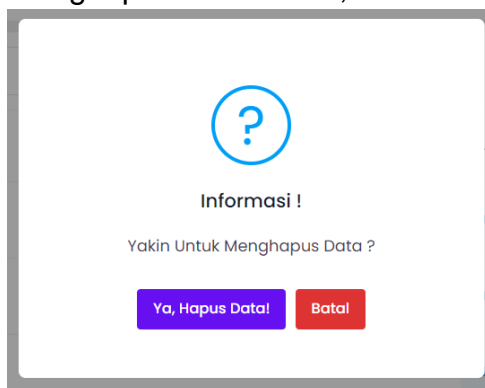 ?
Informasi !
Yakin Untuk Menghapus Data ?
Ya, Hapus Data! Batal